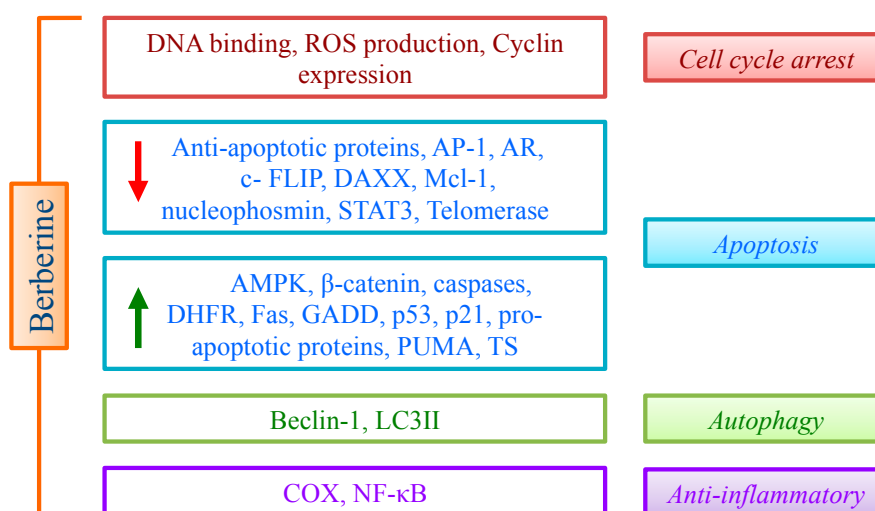 Berberine
DNA binding, ROS production, Cyclin
expression
Cell cycle arrest
Anti-apoptotic proteins, AP-1, AR,
c- FLIP, DAXX, Mcl-1,
nucleophosmin, STAT3, Telomerase
Apoptosis
AMPK, β-catenin, caspases,
DHFR, Fas, GADD, p53, p21, pro-
apoptotic proteins, PUMA, TS
Beclin-1, LC3II
Autophagy
COX, NF-κB
Anti-inflammatory